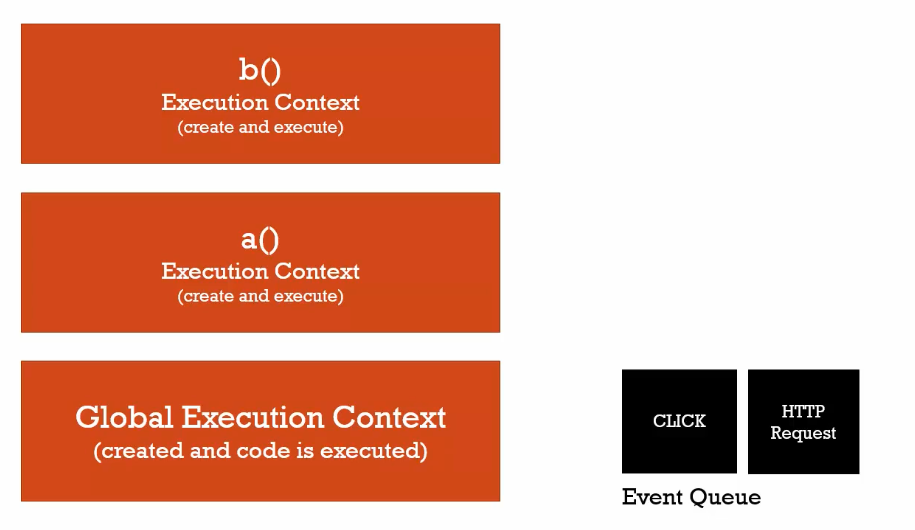 b()
Execution Context
(create and execute)
a()
Execution Context
(create and execute)
Global Execution Context
(created and code is executed)
CLICK
HTTP
Request
Event Queue